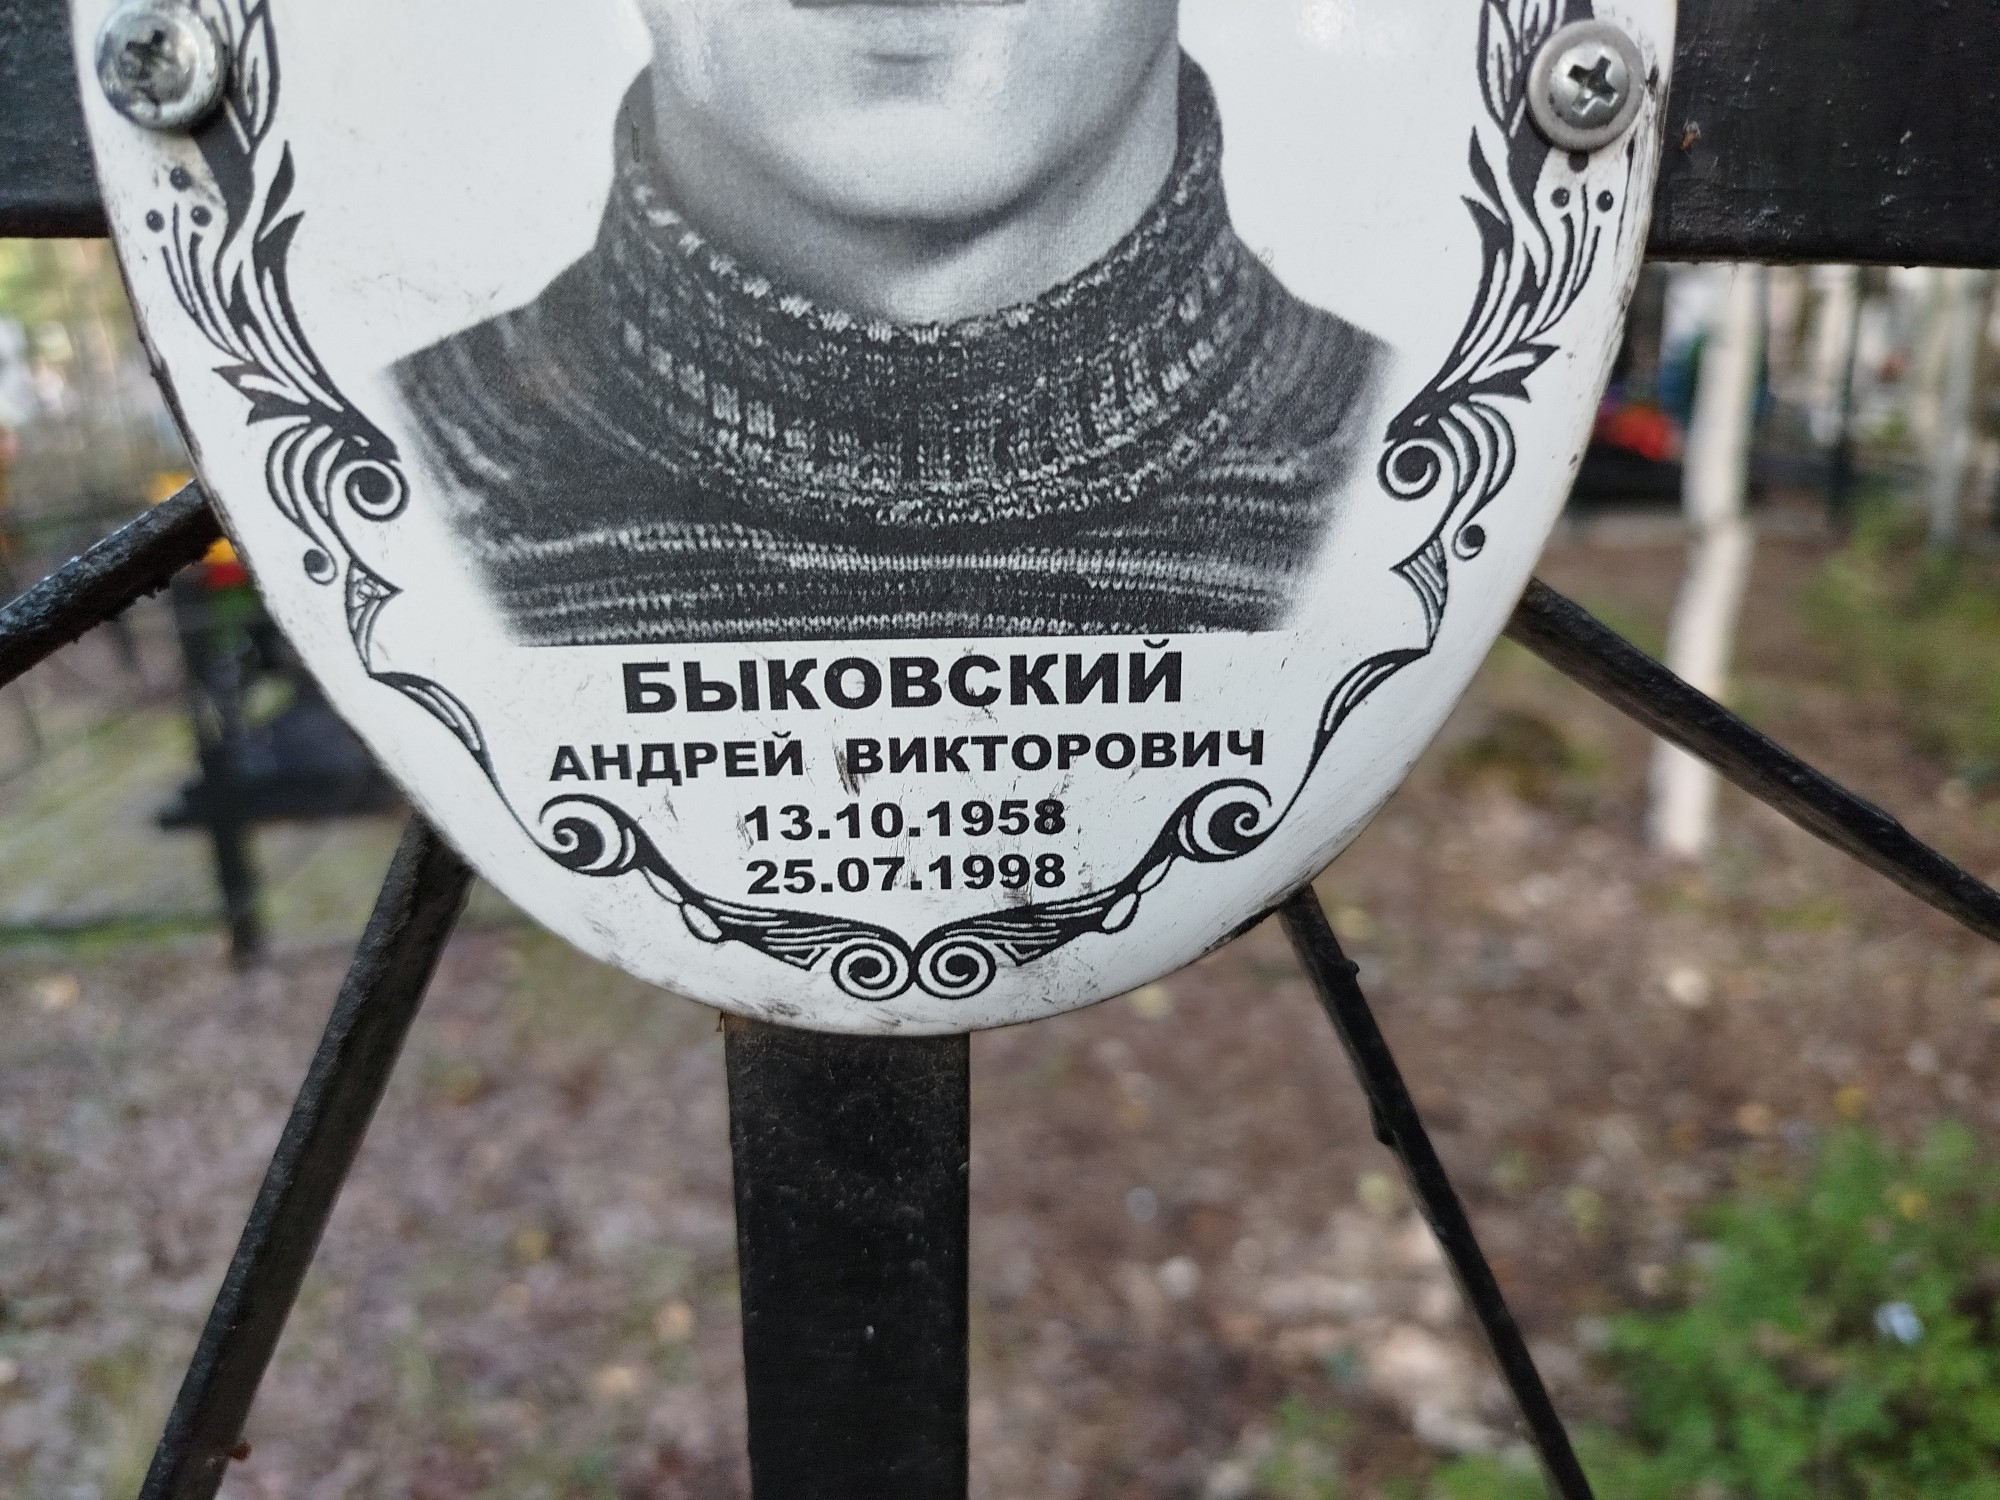 БЫКОВСКИЙ
АНДРЕЙ ВИКТОРОВИЧ
13.10.1958
25.07.1998